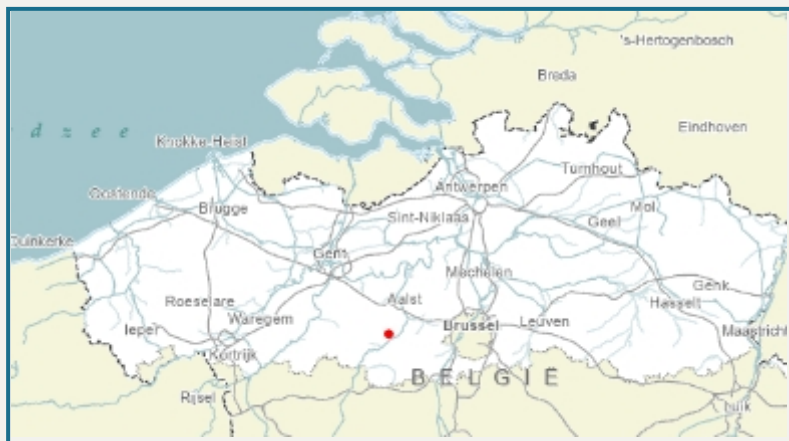 's-Hertogenbosch
Breda
Eindhoven
d z e e
Knokke-Heist
Turnhout
Antwerpen
Oostende
Brugge
Sint-Niklaas
Geel
Mol
Duinkerke
Gent
Mechelen
Genk
Roeselare
Aalst
Hasselt
Ieper
Waregem
Brussel
Leuven
Maastricht
Kortrijk
BELGIË
Rijsel
Luik